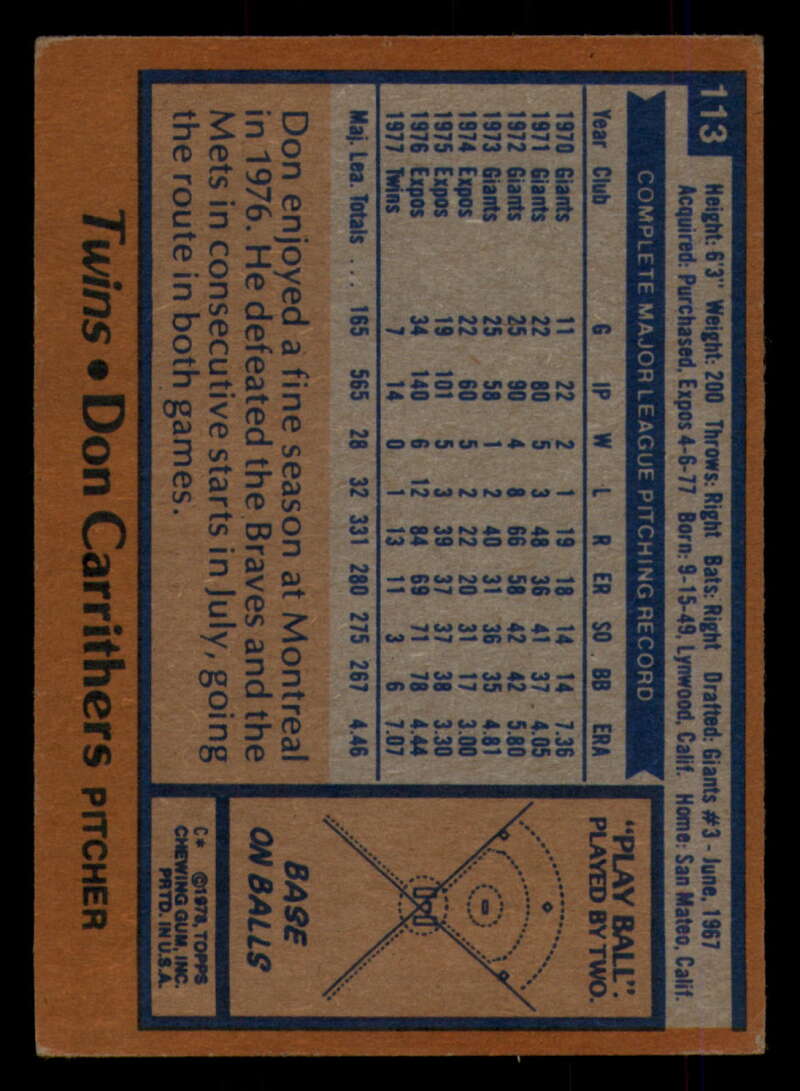 113
Height: 6'3" Weight: 200 Throws: Right Bats: Right Drafted: Giants #3 - June, 1967
Acquired: Purchased, Expos 4-6-77 Born: 9-15-49, Lynwood, Calif. Home: San Mateo, Calif.
COMPLETE MAJOR LEAGUE PITCHING RECORD
Year Club G IP W L R ER SO BB ERA
1970 Giants 11 22 2 1 19 18 14 14 7.36
1971 Giants 22 80 5 3 48 36 41 37 4.05
1972 Giants 25 90 4 8 66 58 42 42 5.80
1973 Giants 25 58 1 2 40 31 36 35 4.81
1974 Expos 22 60 5 2 22 20 31 17 3.00
1975 Expos 19 101 5 3 39 37 37 38 3.30
1976 Expos 34 140 6 12 84 69 71 78 4.44
1977 Twins 7 14 0 1 13 11 3 6 7.07
Maj. Lea. Totals ... 165 565 28 32 331 280 275 267 4.46
Don enjoyed a fine season at Montreal
in 1976. He defeated the Braves and the
Mets in consecutive starts in July, going
the route in both games.
"PLAY BALL":
PLAYED BY TWO.
BASE
ON BALLS
C* ©1978, TOPPS
CHEWING GUM, INC.
PRTD. IN U.S.A.
Twins • Don Carrithers PITCHER